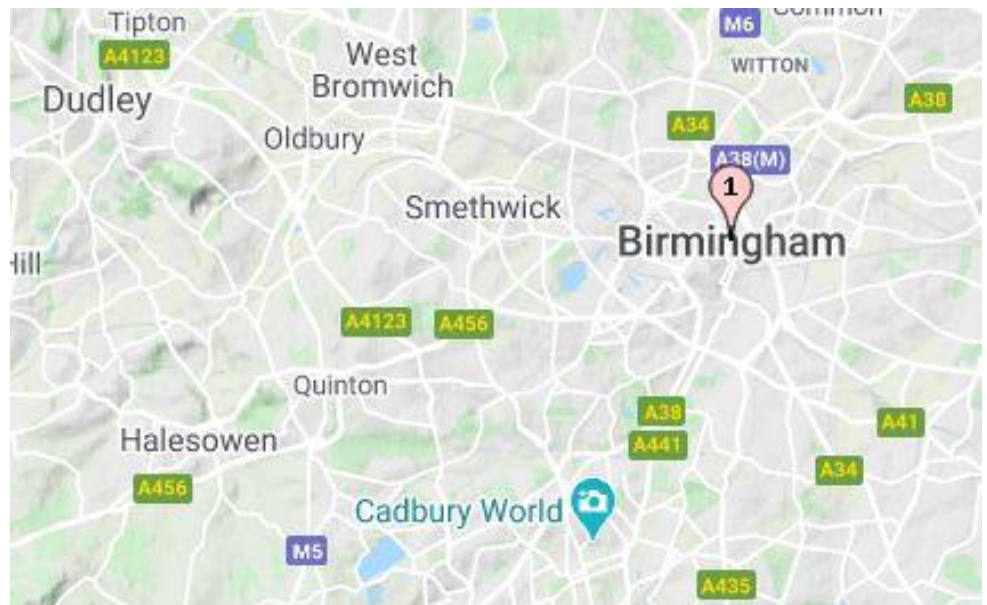 Tipton
Common
M6
A4123
West
Bromwich
WITTON
Dudley
A38
A34
Oldbury
A38(M)
1
Smethwick
Birmingham
Hill
A4123
A456
Quinton
A38
A41
Halesowen
A441
A34
A456
Cadbury World
M5
A435